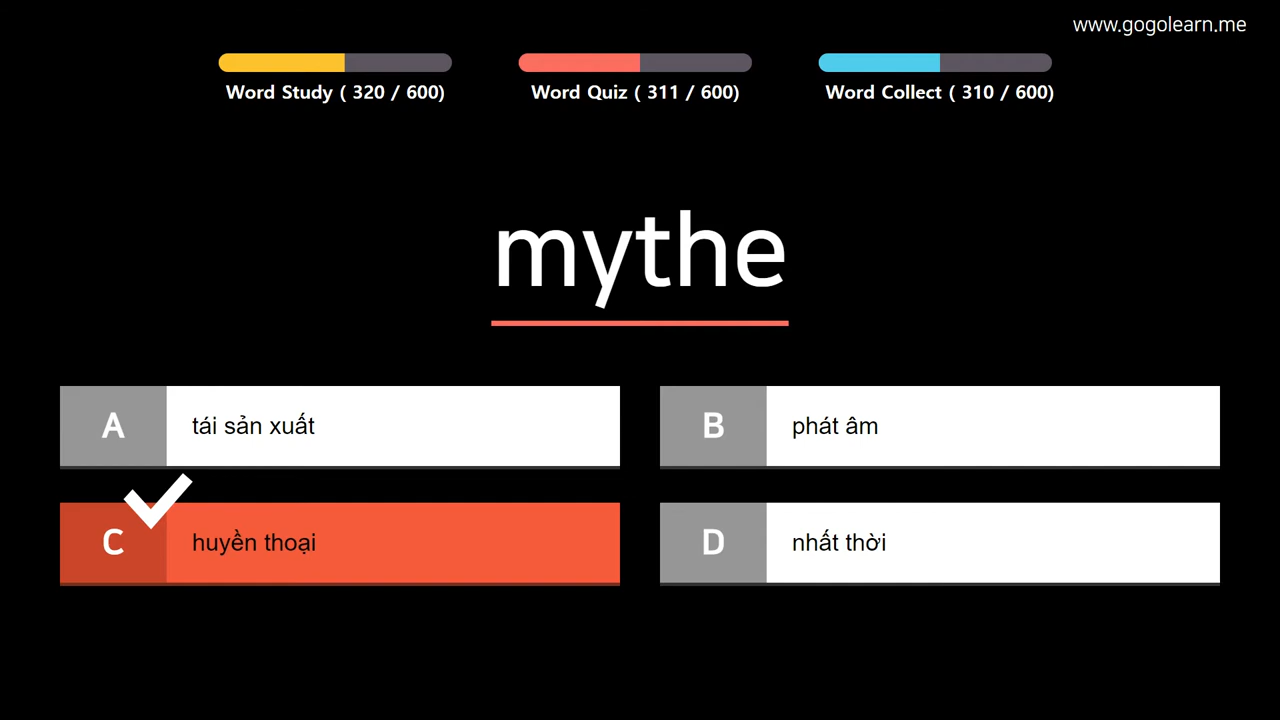 www.gogolearn.me
Word Study ( 320 / 600)
Word Quiz ( 311 / 600)
Word Collect ( 310 / 600)
mythe
A tái sản xuất
B phát âm
C huyền thoại
D nhất thời